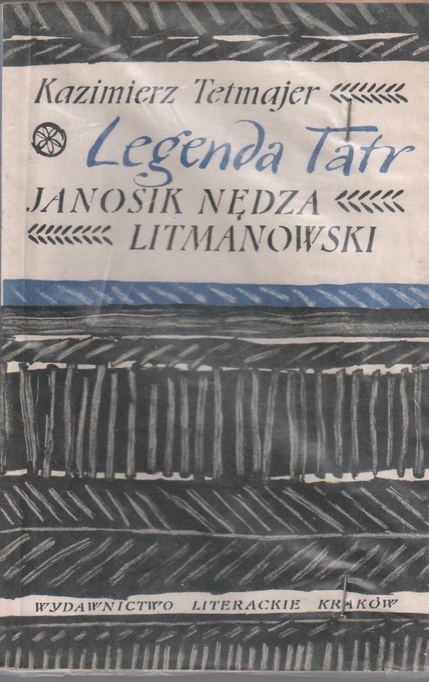 Kazimierz Tetmajer
Legenda Tatr
JANOSIK NĘDZA
LITMANOWSKI
WYDAWNICTWO LITERACKIE KRAKÓW